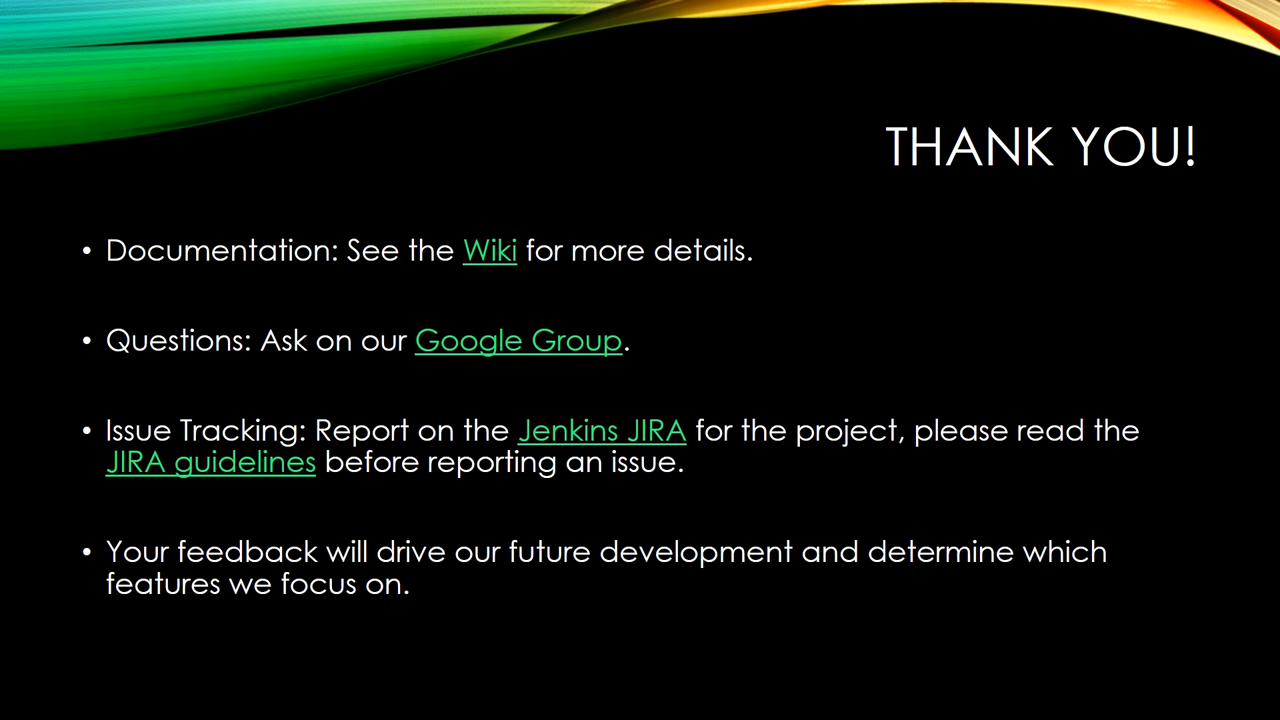 THANK YOU!
• Documentation: See the Wiki for more details.
• Questions: Ask on our Google Group.
• Issue Tracking: Report on the Jenkins JIRA for the project, please read the
JIRA guidelines before reporting an issue.
• Your feedback will drive our future development and determine which
features we focus on.